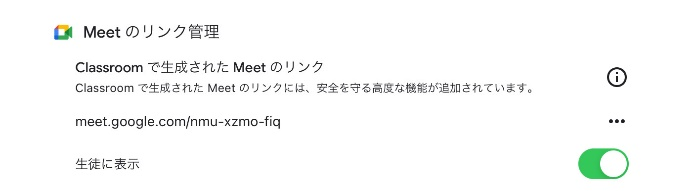 Meet のリンク管理
Classroom で生成された Meet のリンク
Classroom で生成された Meet のリンクには、安全を守る高度な機能が追加されています。
meet.google.com/nmu-xzmo-fiq
生徒に表示